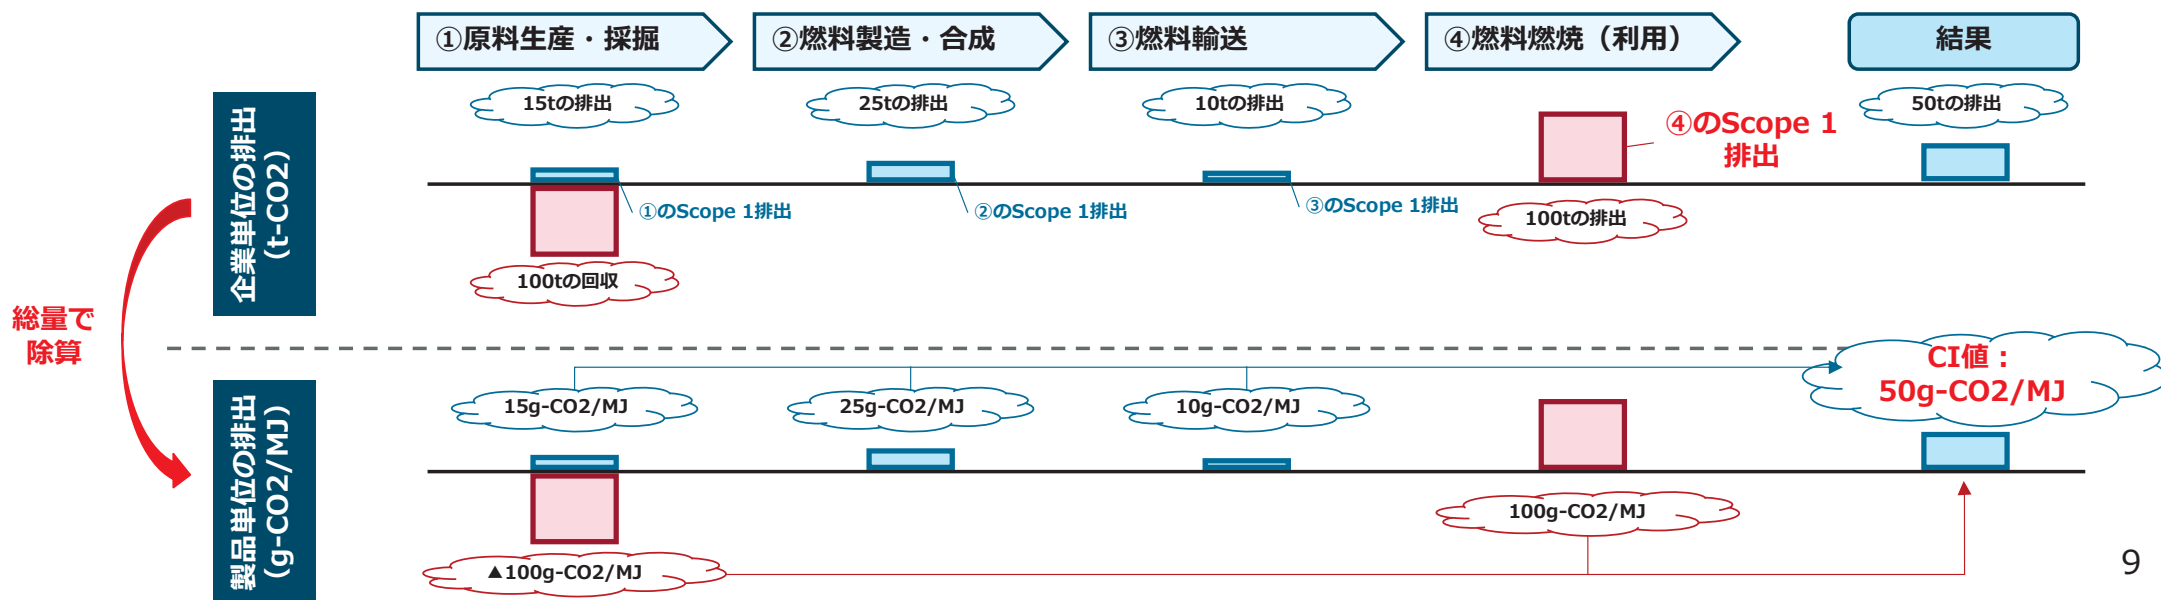 ①原料生産・採掘
②燃料製造・合成
③燃料輸送
④燃料燃焼（利用）
結果
企業単位の排出
(t-CO2)
15tの排出
25tの排出
10tの排出
50tの排出
④のScope 1
排出
①のScope 1排出
②のScope 1排出
③のScope 1排出
100tの排出
100tの回収
総量で
除算
製品単位の排出
(g-CO2/MJ)
15g-CO2/MJ
25g-CO2/MJ
10g-CO2/MJ
CI値：
50g-CO2/MJ
100g-CO2/MJ
▲100g-CO2/MJ
9